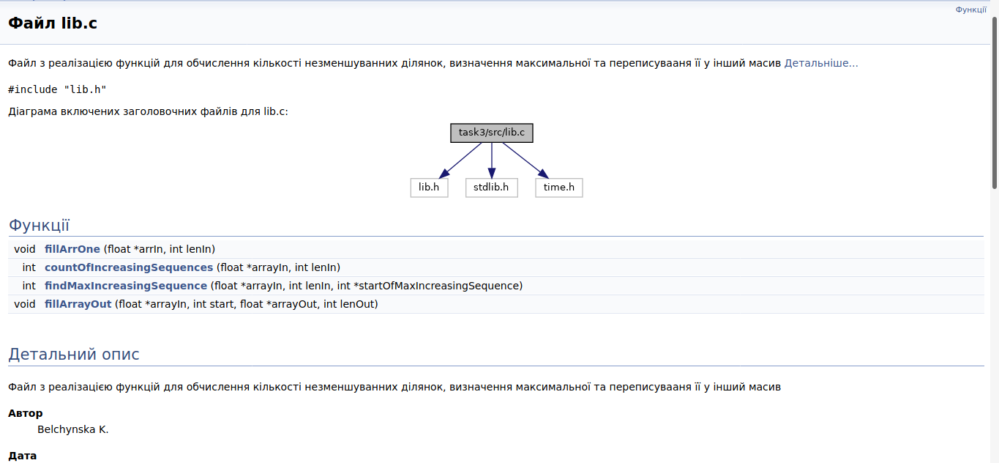 Функції
Файл lib.c
Файл з реалізацією функцій для обчислення кількості незменшуванних ділянок, визначення максимальної та переписувааня її у інший масив Детальніше...
#include "lib.h"
Діаграма включених заголовочних файлів для lib.c:
task3/src/lib.c
lib.h stdlib.h time.h
Функції
void fillArrOne (float *arrIn, int lenIn)
int countOfIncreasingSequences (float *arrayIn, int lenIn)
int findMaxIncreasingSequence (float *arrayIn, int lenIn, int *startOfMaxIncreasingSequence)
void fillArrayOut (float *arrayIn, int start, float *arrayOut, int lenOut)
Детальний опис
Файл з реалізацією функцій для обчислення кількості незменшуванних ділянок, визначення максимальної та переписувааня її у інший масив
Автор
Belchynska K.
Дата